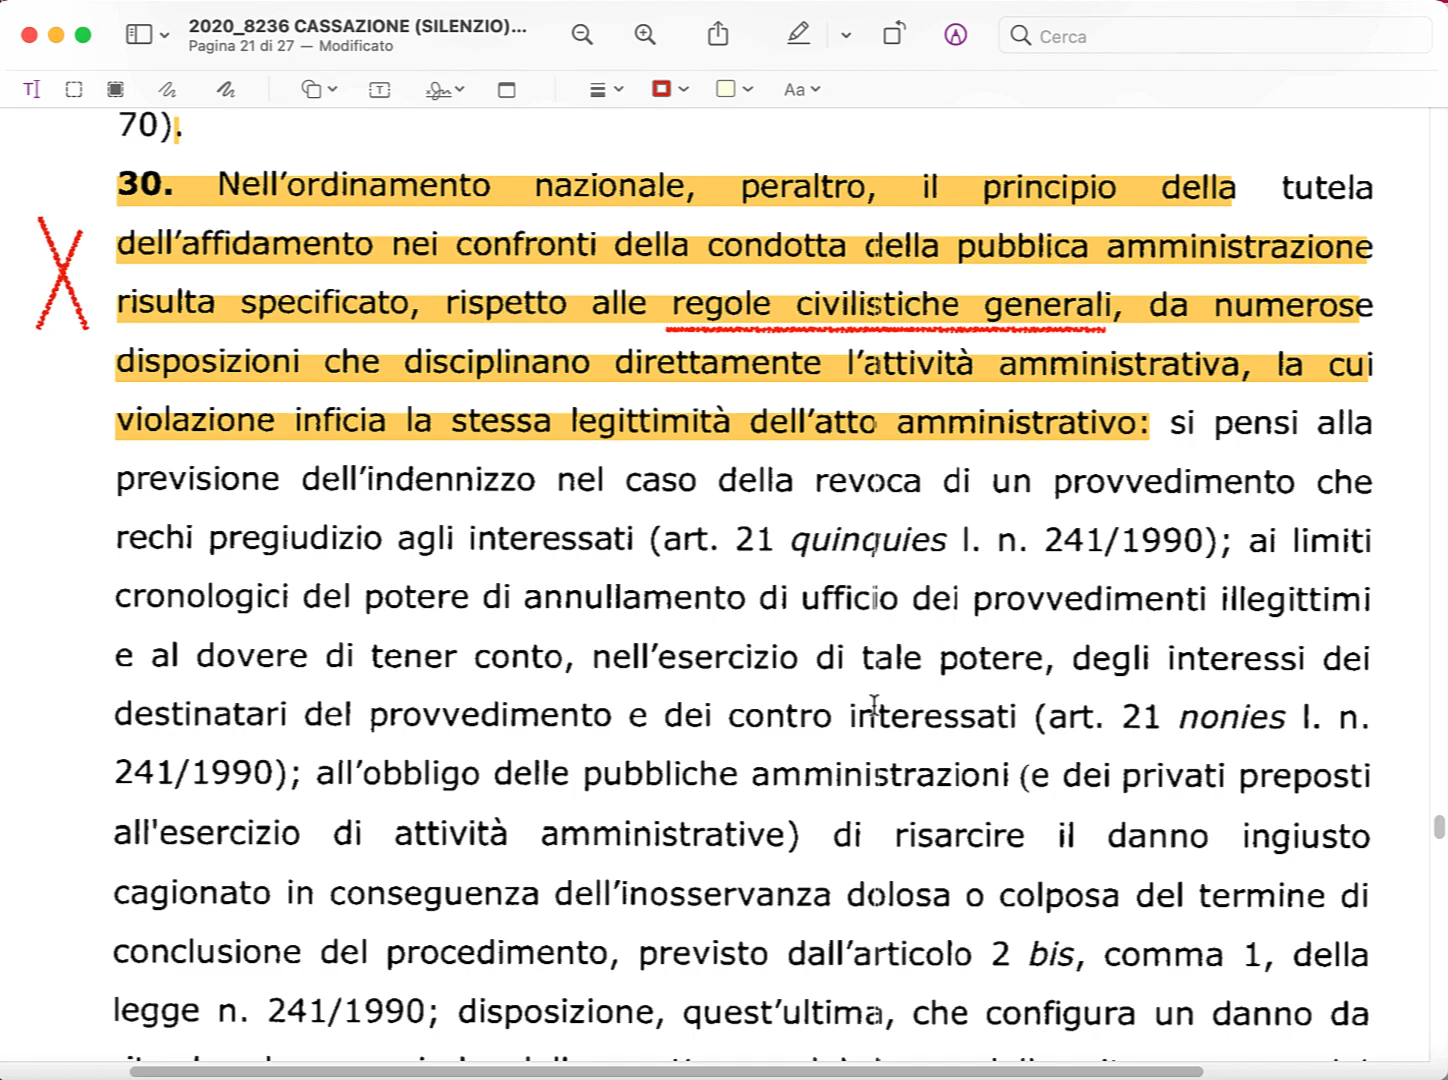 2020_8236 CASSAZIONE (SILENZIO)...
Pagina 21 di 27 — Modificato
Cerca
Aa
70).
30. Nell’ordinamento nazionale, peraltro, il principio della tutela
dell’affidamento nei confronti della condotta della pubblica amministrazione
risulta specificato, rispetto alle regole civilistiche generali, da numerose
disposizioni che disciplinano direttamente l’attività amministrativa, la cui
violazione inficia la stessa legittimità dell’atto amministrativo: si pensi alla
previsione dell’indennizzo nel caso della revoca di un provvedimento che
rechi pregiudizio agli interessati (art. 21 quinquies l. n. 241/1990); ai limiti
cronologici del potere di annullamento di ufficio dei provvedimenti illegittimi
e al dovere di tener conto, nell’esercizio di tale potere, degli interessi dei
destinatari del provvedimento e dei contro interessati (art. 21 nonies l. n.
241/1990); all’obbligo delle pubbliche amministrazioni (e dei privati preposti
all'esercizio di attività amministrative) di risarcire il danno ingiusto
cagionato in conseguenza dell’inosservanza dolosa o colposa del termine di
conclusione del procedimento, previsto dall’articolo 2 bis, comma 1, della
legge n. 241/1990; disposizione, quest’ultima, che configura un danno da